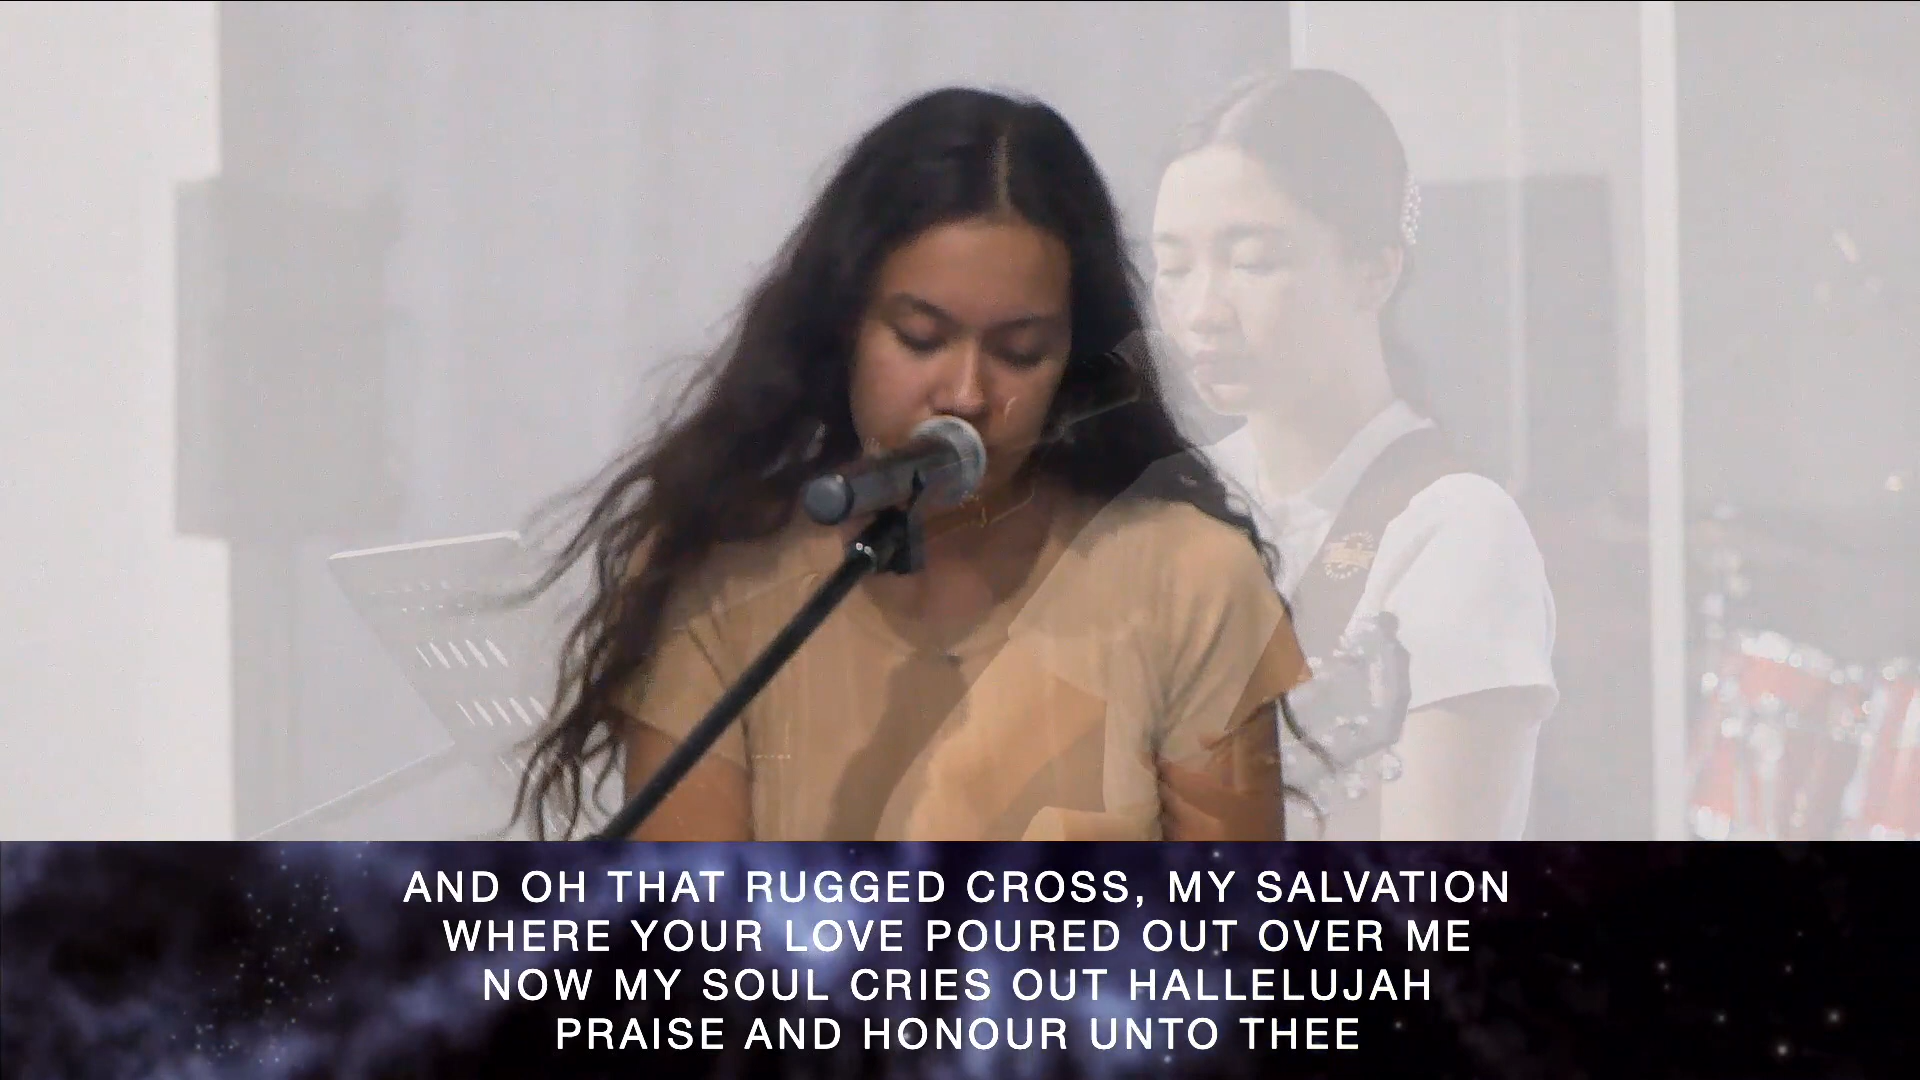 AND OH THAT RUGGED CROSS, MY SALVATION
WHERE YOUR LOVE POURED OUT OVER ME
NOW MY SOUL CRIES OUT HALLELUJAH
PRAISE AND HONOUR UNTO THEE